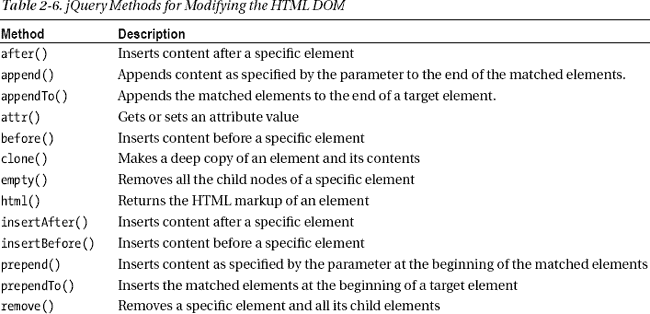 Table 2-6. jQuery Methods for Modifying the HTML DOM
Method Description
after() Inserts content after a specific element
append() Appends content as specified by the parameter to the end of the matched elements.
appendTo() Appends the matched elements to the end of a target element.
attr() Gets or sets an attribute value
before() Inserts content before a specific element
clone() Makes a deep copy of an element and its contents
empty() Removes all the child nodes of a specific element
html() Returns the HTML markup of an element
insertAfter() Inserts content after a specific element
insertBefore() Inserts content before a specific element
prepend() Inserts content as specified by the parameter at the beginning of the matched elements
prependTo() Inserts the matched elements at the beginning of a target element
remove() Removes a specific element and all its child elements